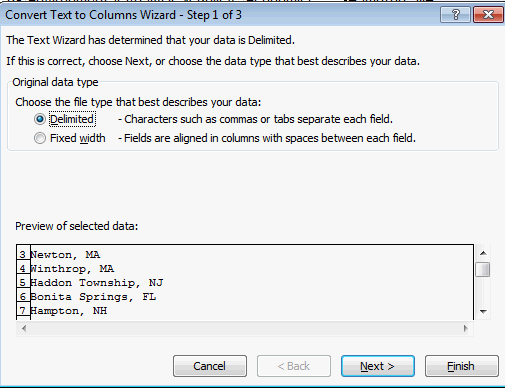 Convert Text to Columns Wizard - Step 1 of 3
The Text Wizard has determined that your data is Delimited.
If this is correct, choose Next, or choose the data type that best describes your data.
Original data type
Choose the file type that best describes your data:
Delimited - Characters such as commas or tabs separate each field.
Fixed width - Fields are aligned in columns with spaces between each field.
Preview of selected data:
3 Newton, MA
4 Winthrop, MA
5 Haddon Township, NJ
6 Bonita Springs, FL
7 Hampton, NH
Cancel < Back Next > Finish